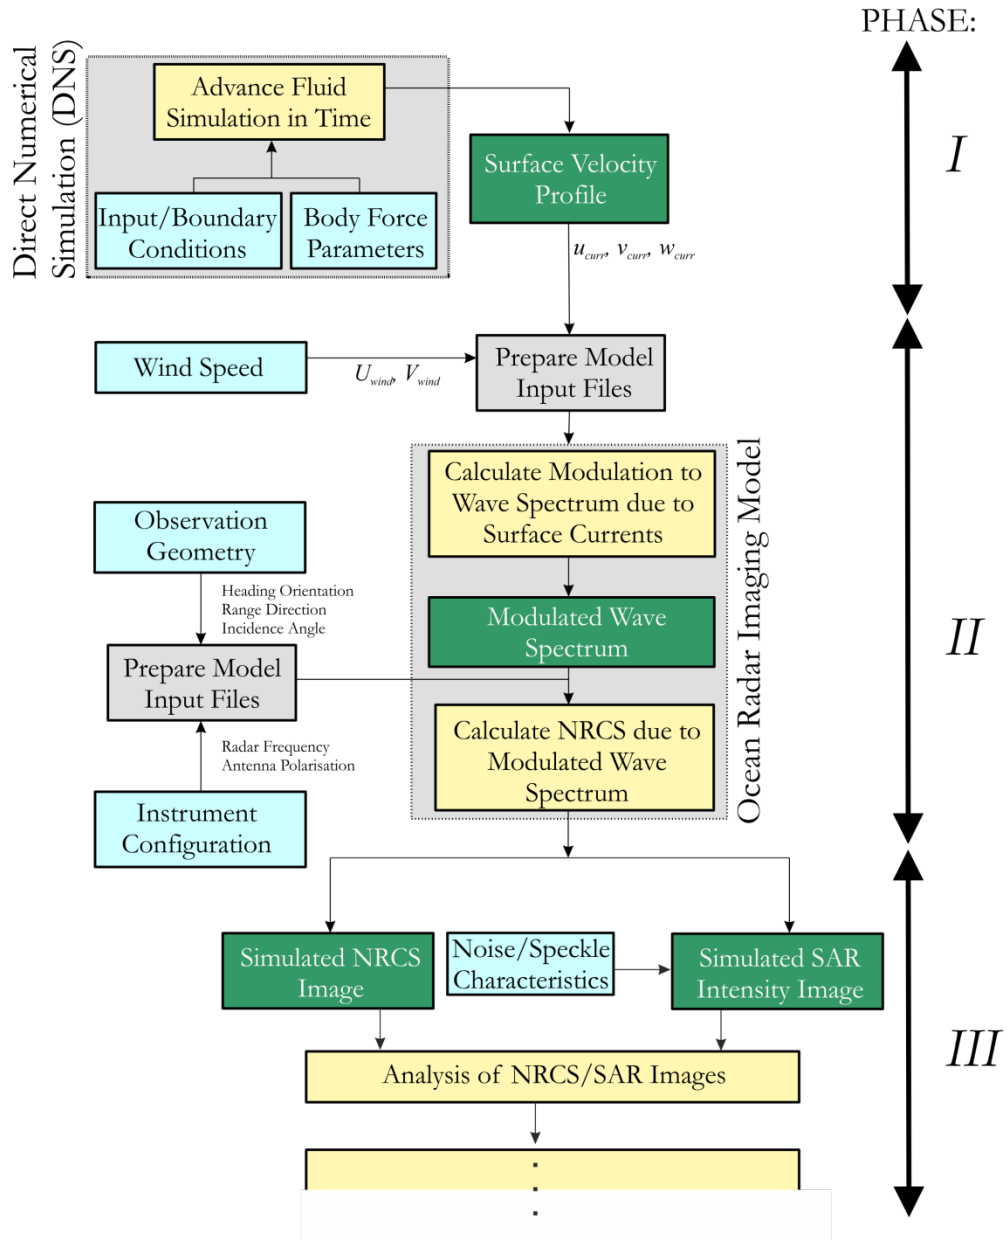 PHASE:
Direct Numerical
Simulation (DNS)
Advance Fluid
Simulation in Time
Input/Boundary
Conditions
Body Force
Parameters
Surface Velocity
Profile
u_curr, v_curr, w_curr
I
Wind Speed
U_wind, V_wind
Prepare Model
Input Files
Ocean Radar Imaging Model
Calculate Modulation to
Wave Spectrum due to
Surface Currents
Observation
Geometry
Heading Orientation
Range Direction
Incidence Angle
Modulated Wave
Spectrum
Prepare Model
Input Files
Radar Frequency
Antenna Polarisation
Calculate NRCS due to
Modulated Wave
Spectrum
Instrument
Configuration
II
Simulated NRCS
Image
Noise/Speckle
Characteristics
Simulated SAR
Intensity Image
Analysis of NRCS/SAR Images
III